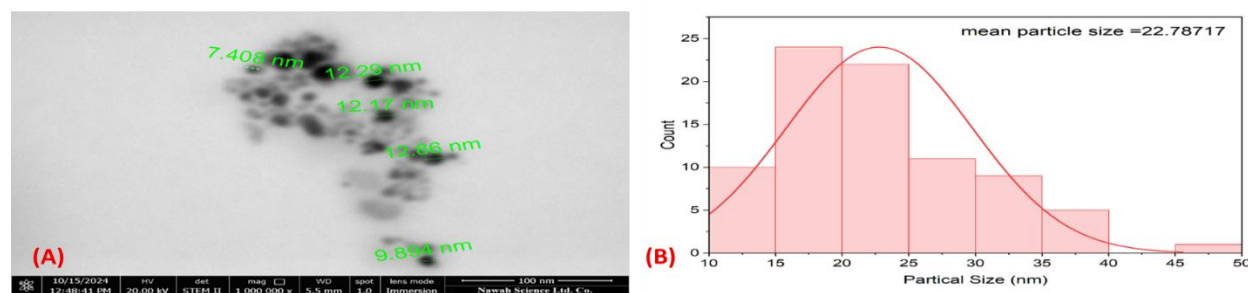 7.408 nm
12.29 nm
12.17 nm
12.66 nm
9.894 nm
(A)
10/15/2024 HV det mag WD spot lens mode 100 nm
12:48:41 PM 20.00 kV STEM II 1 000 000 x 5.5 mm 1.0 Immersion Nawah Science Ltd. Co.
(B)
mean particle size =22.78717
Count
25
20
15
10
5
0
10 15 20 25 30 35 40 45 50
Partical Size (nm)